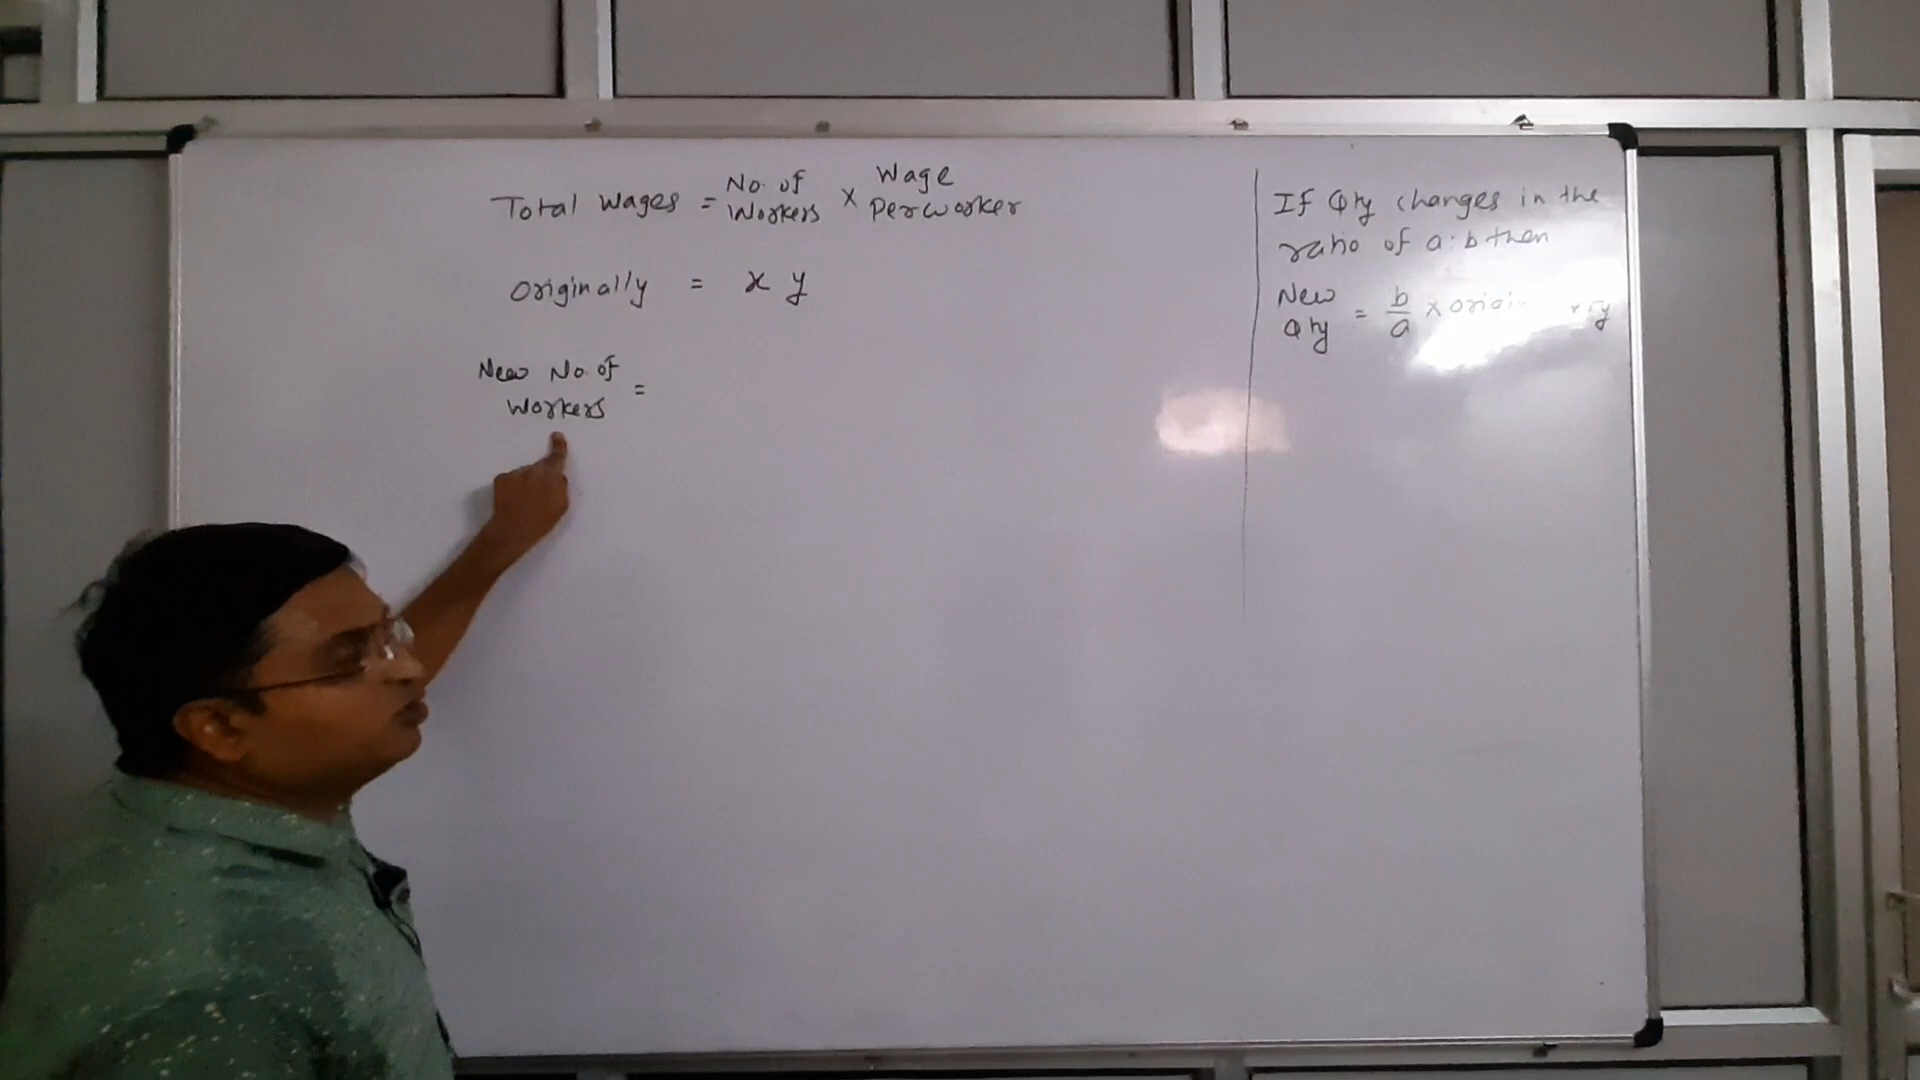 Total wages = No. of Workers × Wage Perworker
originally = x y
New No. of
Workers =
If Qty changes in the
ratio of a:b then
New Qty = b/a ×